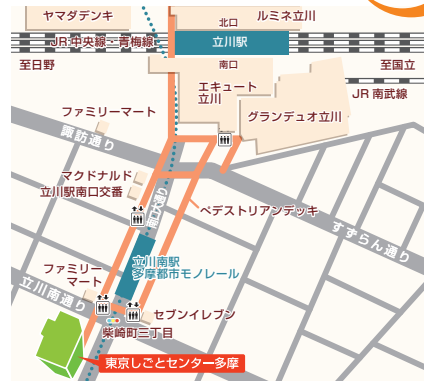 ヤマダデンキ
北口
ルミネ立川
JR 中央線・青梅線
立川駅
至日野
南口
至国立
エキュート
立川
JR 南武線
ファミリーマート
グランデュオ立川
諏訪通り
マクドナルド
立川駅南口交番
南口大通り
ペデストリアンデッキ
すずらん通り
立川南駅
多摩都市モノレール
ファミリー
マート
立川南通り
セブンイレブン
柴崎町三丁目
東京しごとセンター多摩